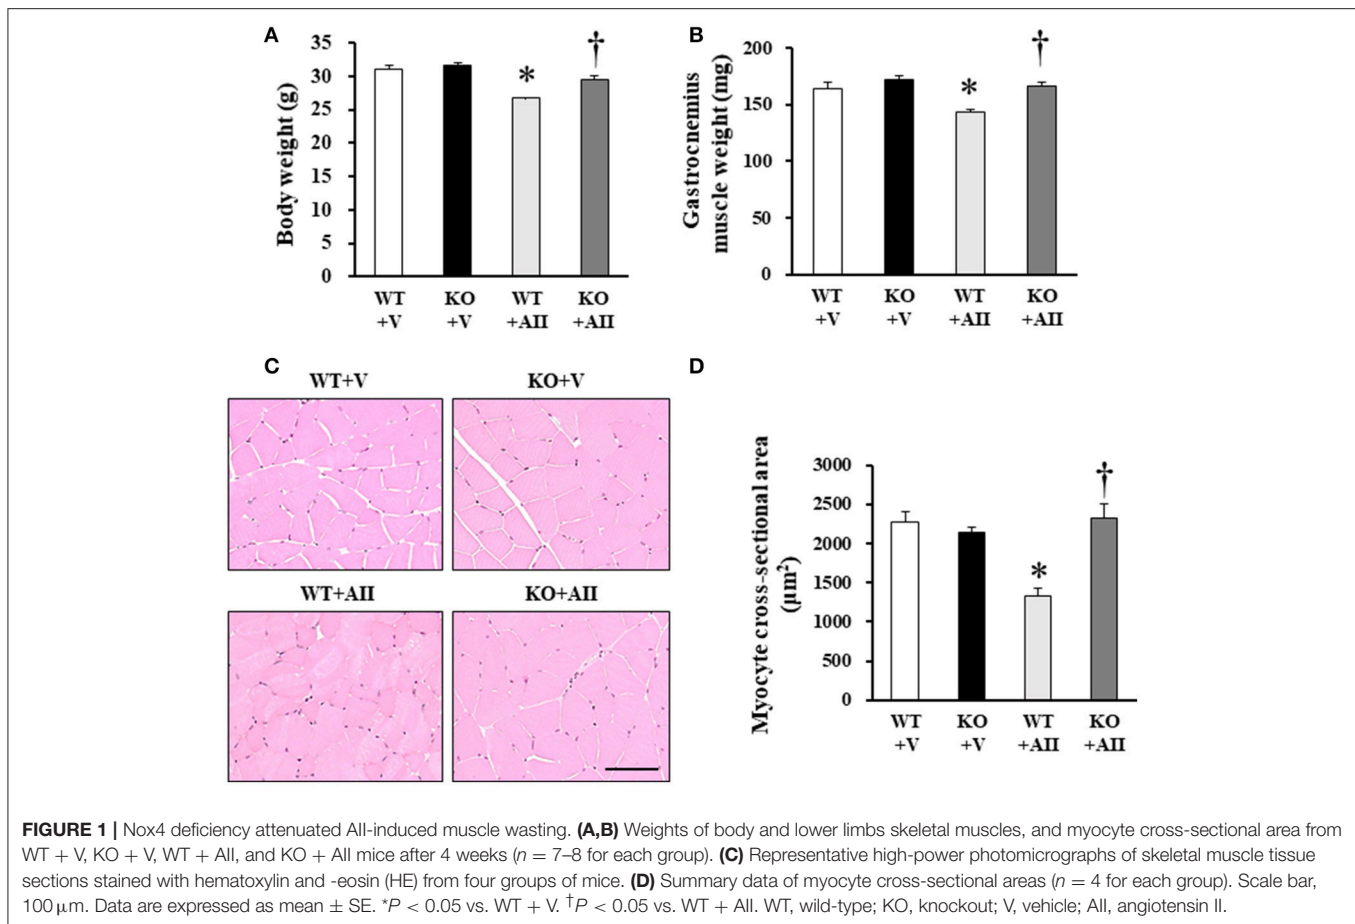 A
Body weight (g)
35
30
25
20
15
10
5
0
*
†
WT
+V
KO
+V
WT
+AII
KO
+AII
B
Gastrocnemius
muscle weight (mg)
200
150
100
50
0
*
†
WT
+V
KO
+V
WT
+AII
KO
+AII
C
WT+V
KO+V
WT+AII
KO+AII
D
Myocyte cross-sectional area
(µm²)
3000
2500
2000
1500
1000
500
0
*
†
WT
+V
KO
+V
WT
+AII
KO
+AII
FIGURE 1 | Nox4 deficiency attenuated AII-induced muscle wasting. (A,B) Weights of body and lower limbs skeletal muscles, and myocyte cross-sectional area from
WT + V, KO + V, WT + AII, and KO + AII mice after 4 weeks (n = 7–8 for each group). (C) Representative high-power photomicrographs of skeletal muscle tissue
sections stained with hematoxylin and -eosin (HE) from four groups of mice. (D) Summary data of myocyte cross-sectional areas (n = 4 for each group). Scale bar,
100 µm. Data are expressed as mean ± SE. *P < 0.05 vs. WT + V. †P < 0.05 vs. WT + AII. WT, wild-type; KO, knockout; V, vehicle; AII, angiotensin II.